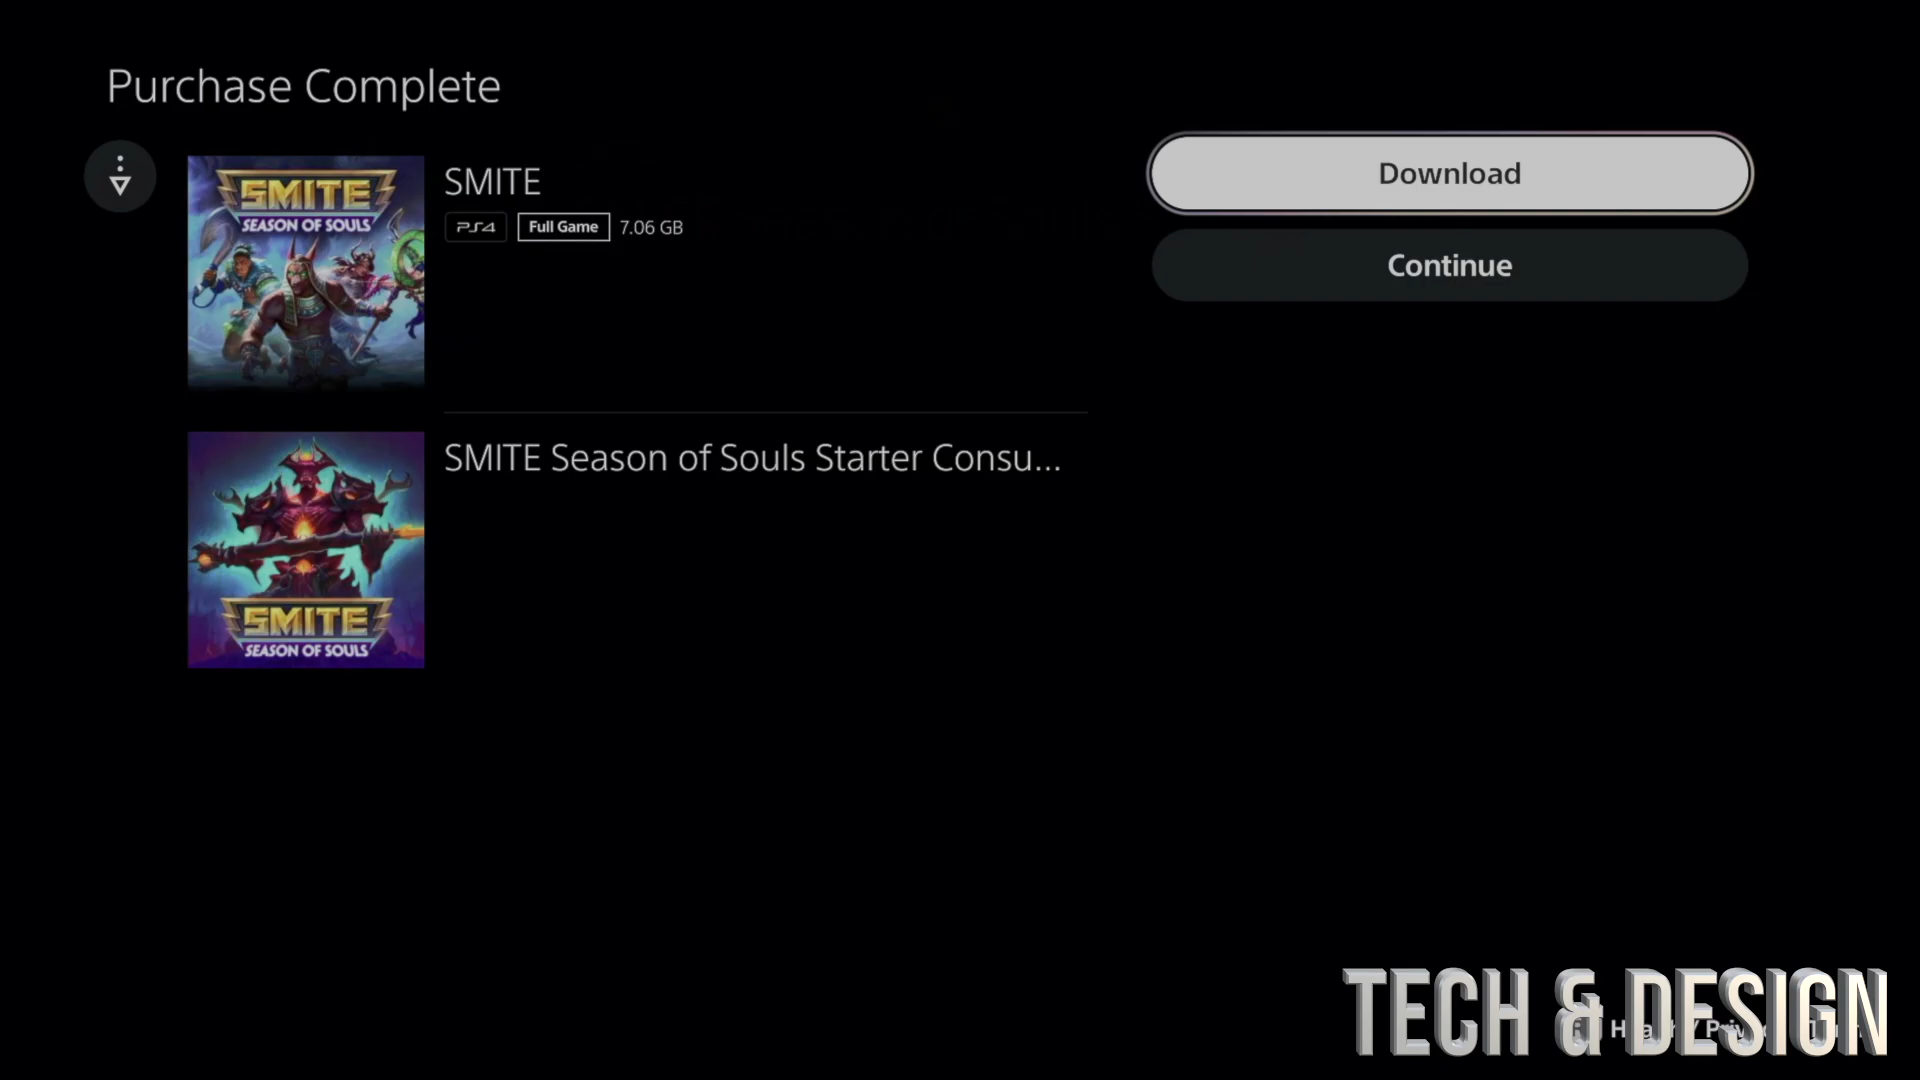 Purchase Complete
SMITE
SEASON OF SOULS
SMITE
PS4 Full Game 7.06 GB
Download
Continue
SMITE Season of Souls Starter Consu...
SMITE
SEASON OF SOULS
TECH & DESIGN